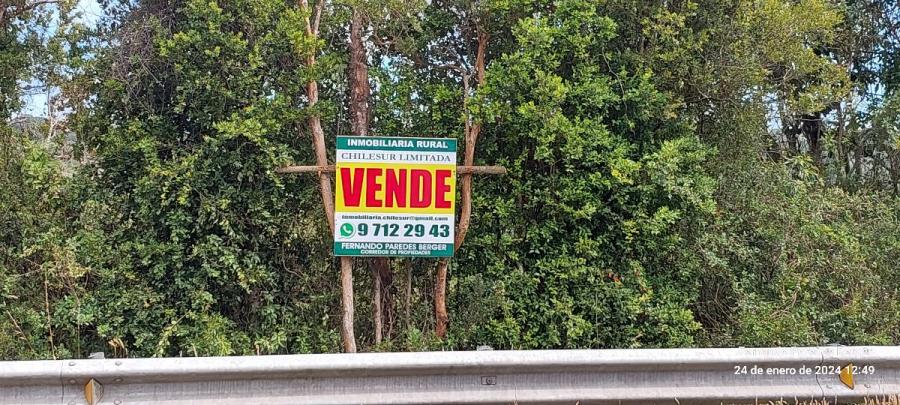 INMOBILIARIA RURAL
CHILESUR LIMITADA
VENDE
inmobiliaria.chilesur@gmail.com
9 712 29 43
FERNANDO PAREDES BERGER
CORREDOR DE PROPIEDADES
24 de enero de 2024 12:49